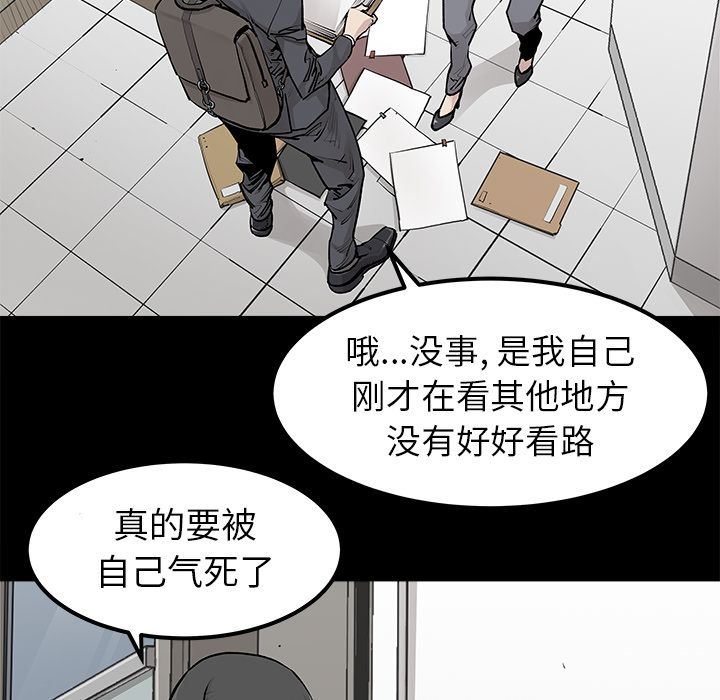 哦...没事, 是我自己
刚才在看其他地方
没有好好看路
真的要被
自己气死了